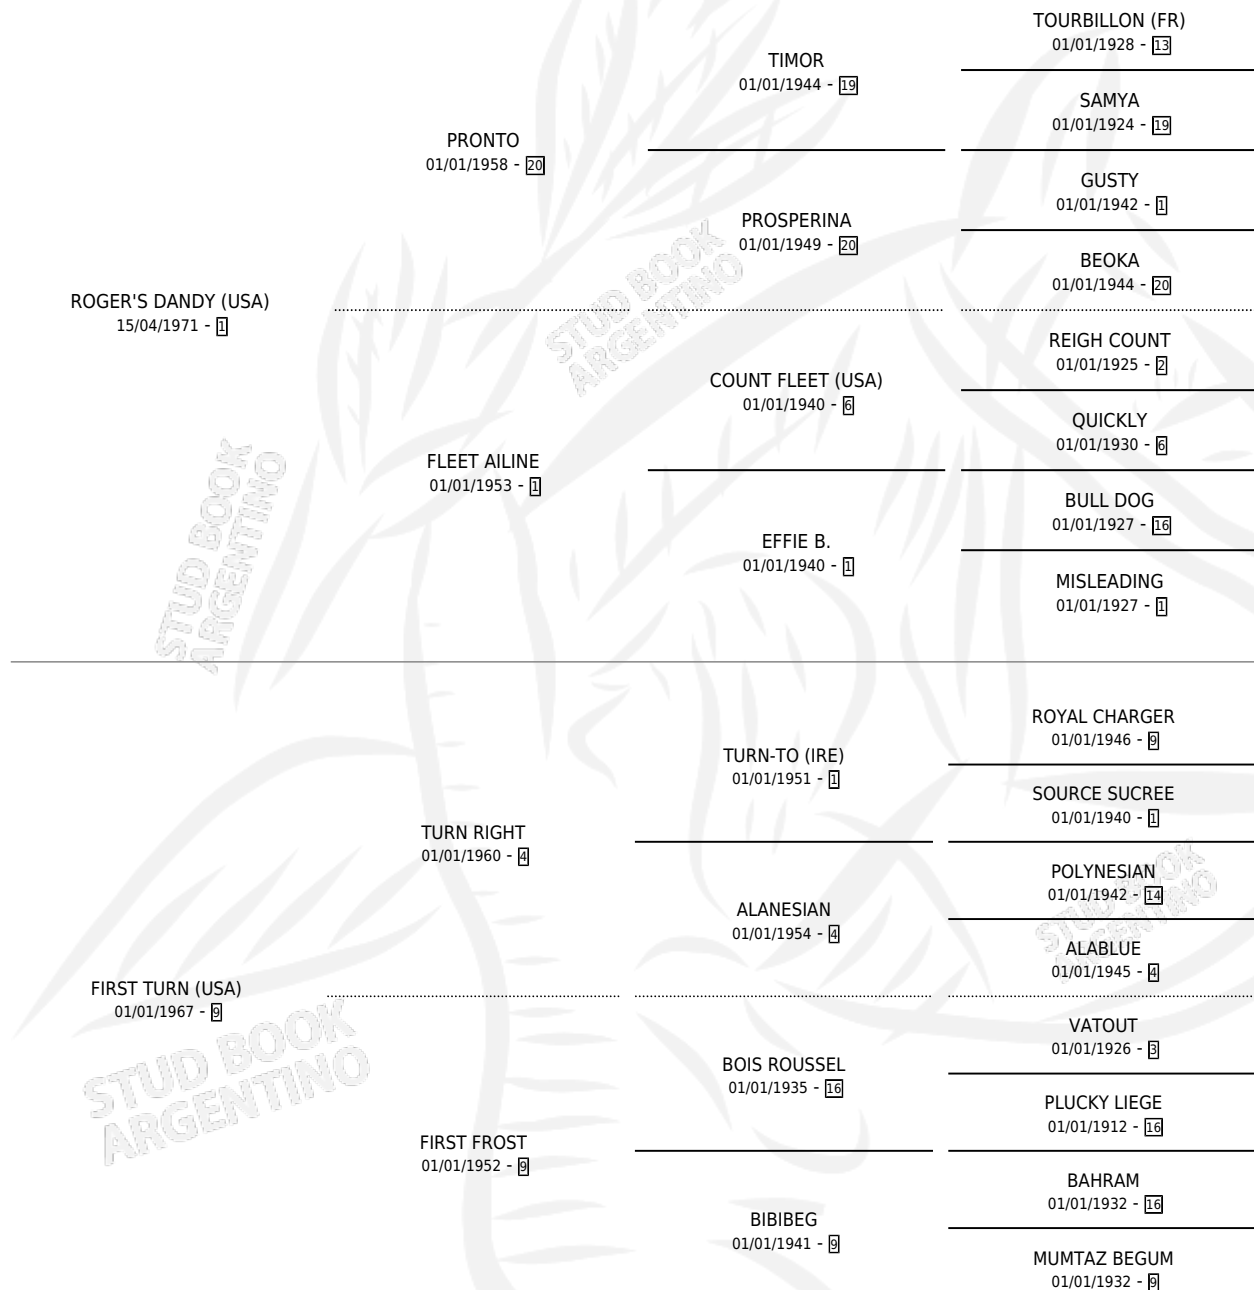 TOURBILLON (FR)
01/01/1928 - 13
TIMOR
01/01/1944 - 19
SAMYA
01/01/1924 - 19
PRONTO
01/01/1958 - 20
GUSTY
01/01/1942 - 1
PROSPERINA
01/01/1949 - 20
BEOKA
01/01/1944 - 20
ROGER'S DANDY (USA)
15/04/1971 - 1
STUD BOOK
ARGENTINO
REIGH COUNT
01/01/1925 - 2
COUNT FLEET (USA)
01/01/1940 - 6
QUICKLY
01/01/1930 - 6
FLEET AILINE
01/01/1953 - 1
BULL DOG
01/01/1927 - 16
EFFIE B.
01/01/1940 - 1
MISLEADING
01/01/1927 - 1
STUD BOOK
ARGENTINO
ROYAL CHARGER
01/01/1946 - 9
TURN-TO (IRE)
01/01/1951 - 1
SOURCE SUCREE
01/01/1940 - 1
TURN RIGHT
01/01/1960 - 4
POLYNESIAN
01/01/1942 - 14
ALANESIAN
01/01/1954 - 4
STUD BOOK
ARGENTINO
ALABLUE
01/01/1945 - 4
FIRST TURN (USA)
01/01/1967 - 9
VATOUT
01/01/1926 - 3
BOIS ROUSSEL
01/01/1935 - 16
STUD BOOK
ARGENTINO
PLUCKY LIEGE
01/01/1912 - 16
FIRST FROST
01/01/1952 - 9
BAHRAM
01/01/1932 - 16
BIBIBEG
01/01/1941 - 9
MUMTAZ BEGUM
01/01/1932 - 9